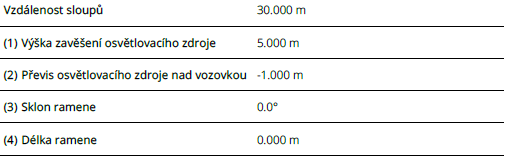 Vzdálenost sloupů 30.000 m
(1) Výška zavěšení osvětlovacího zdroje 5.000 m
(2) Převis osvětlovacího zdroje nad vozovkou -1.000 m
(3) Sklon ramene 0.0°
(4) Délka ramene 0.000 m